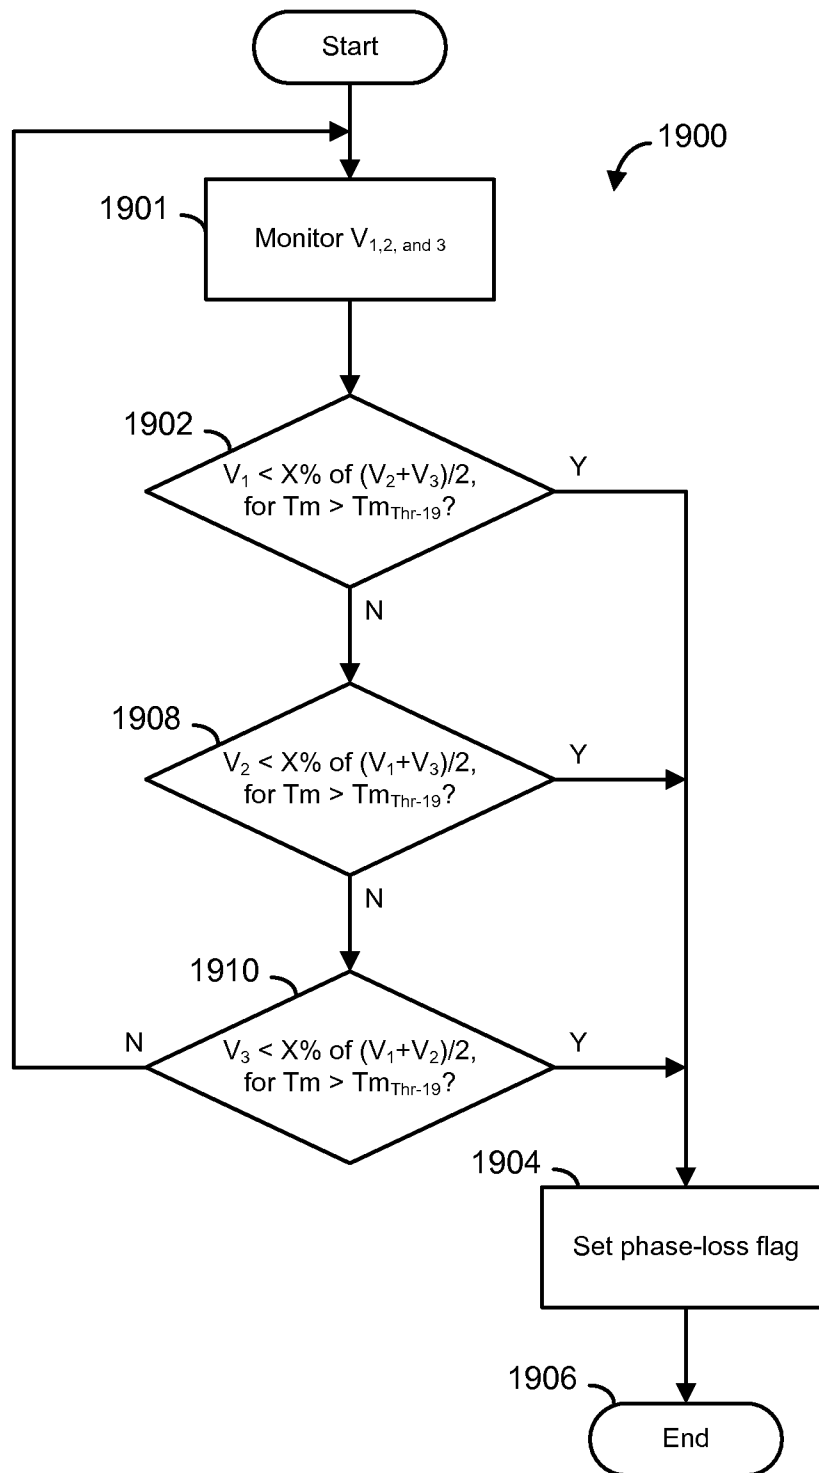 Start
1900
1901
Monitor V1,2, and 3
1902
V1 < X% of (V2+V3)/2,
for Tm > TmThr-19?
Y
N
1908
V2 < X% of (V1+V3)/2,
for Tm > TmThr-19?
Y
N
1910
V3 < X% of (V1+V2)/2,
for Tm > TmThr-19?
N
Y
1904
Set phase-loss flag
1906
End